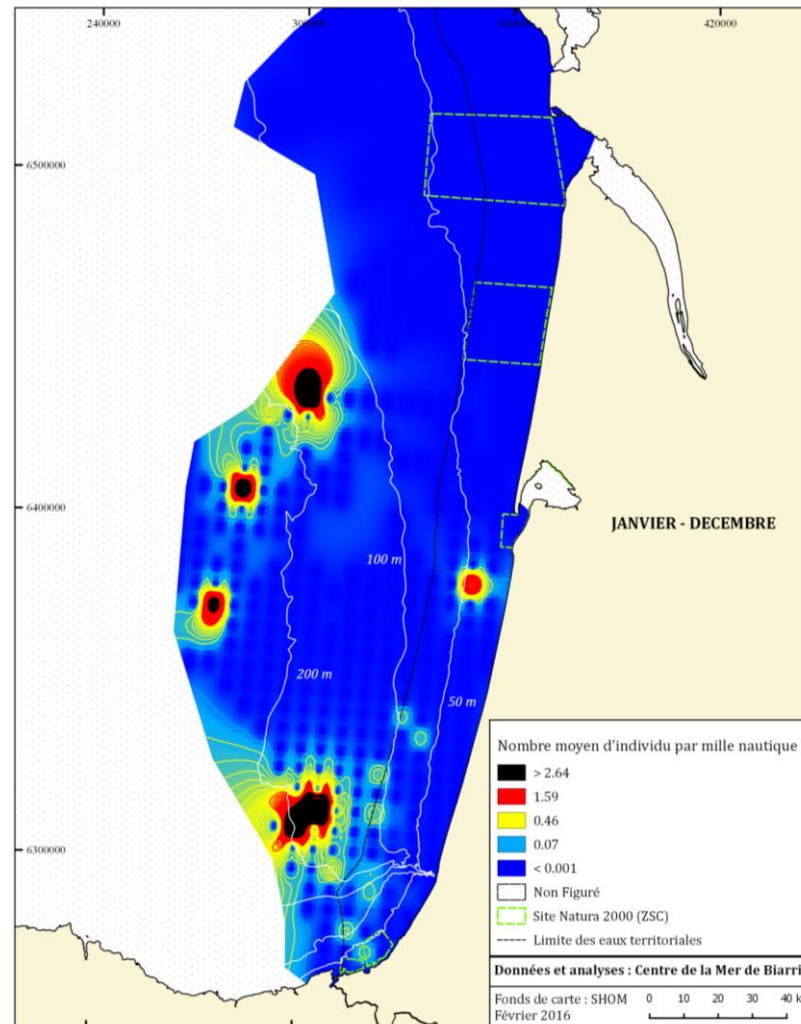 240000
300000
420000
6500000
6400000
JANVIER - DECEMBRE
100 m
200 m
50 m
6300000
Nombre moyen d'individu par mille nautique
> 2.64
1.59
0.46
0.07
< 0.001
Non Figuré
Site Natura 2000 (ZSC)
Limite des eaux territoriales
Données et analyses : Centre de la Mer de Biarri
Fonds de carte : SHOM
Février 2016
0 10 20 30 40 k